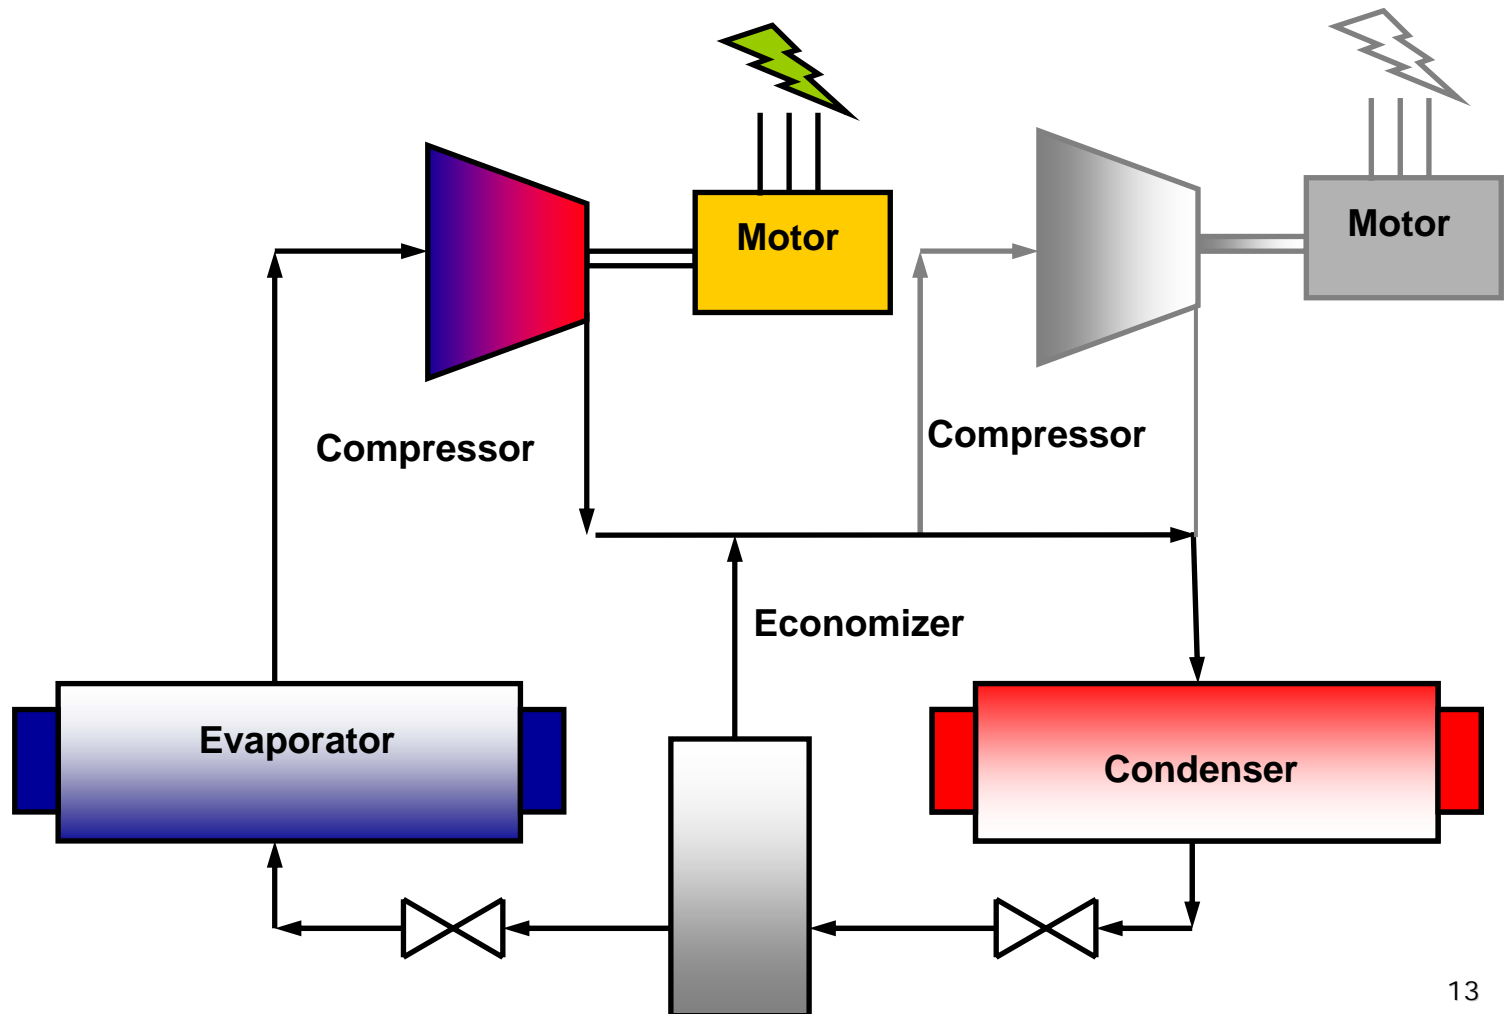 Motor
Motor
Compressor
Compressor
Economizer
Evaporator
Condenser
13